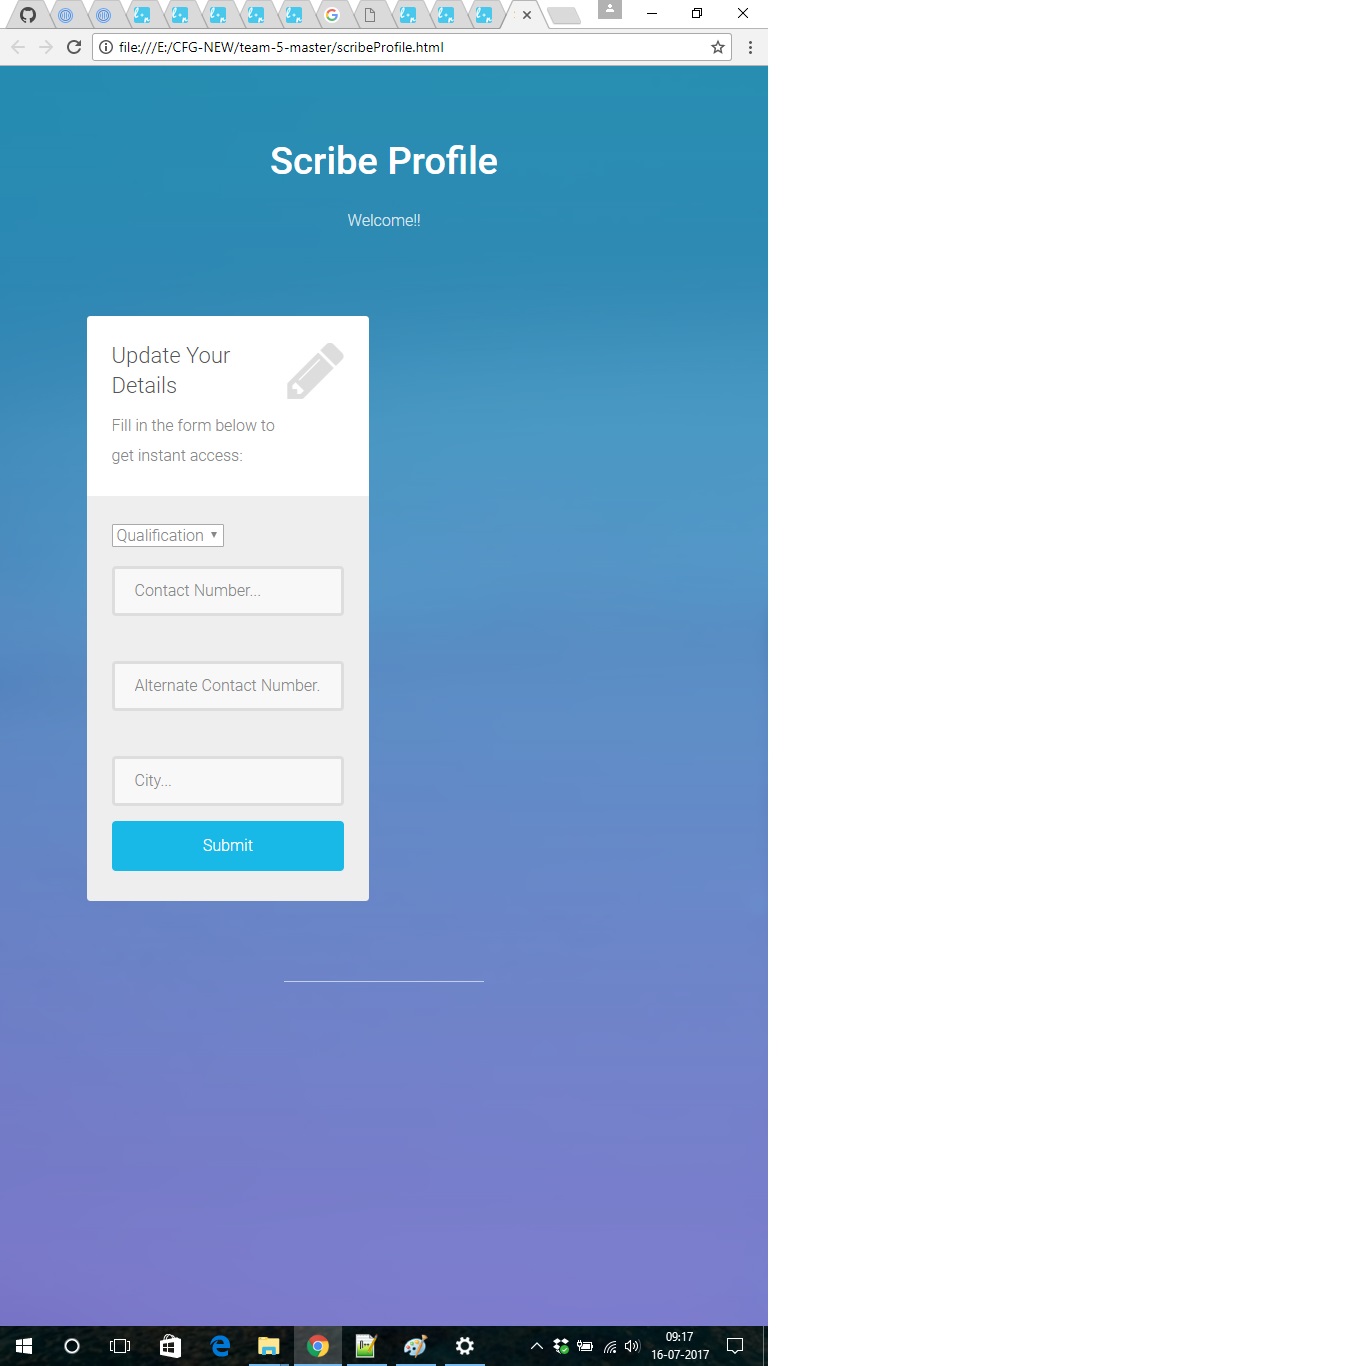 file:///E:/CFG-NEW/team-5-master/scribeProfile.html
Scribe Profile
Welcome!!
Update Your
Details
Fill in the form below to
get instant access:
Qualification
Contact Number...
Alternate Contact Number.
City...
Submit
09:17
16-07-2017